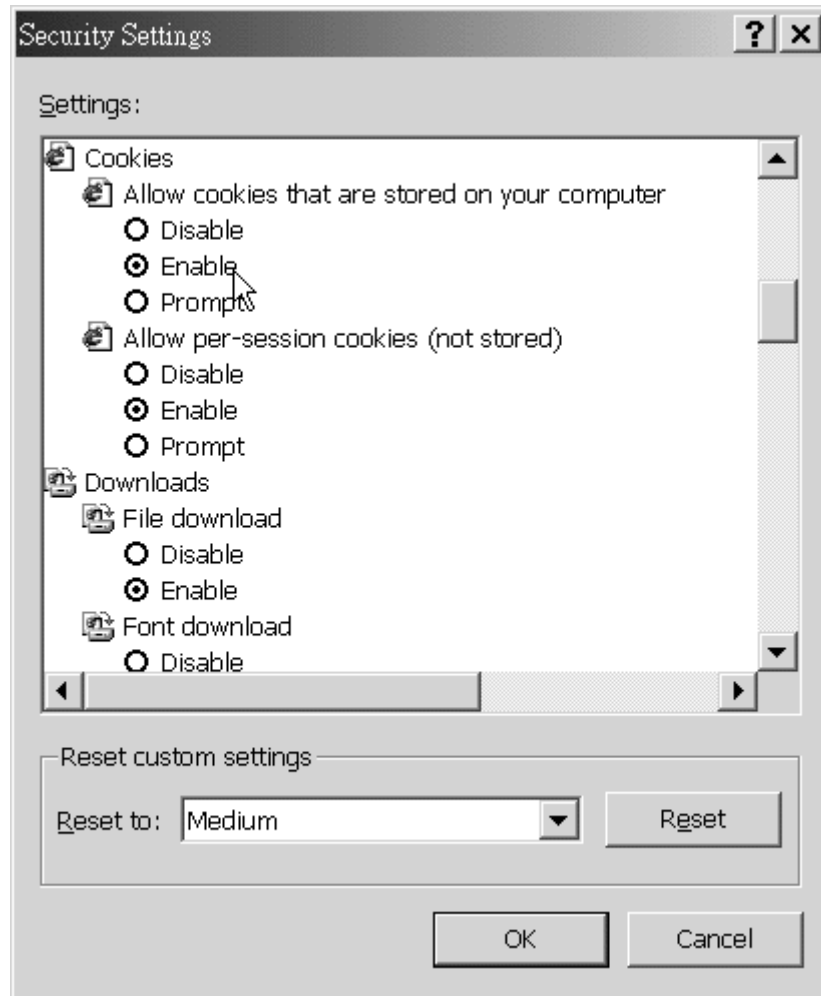 Security Settings
Settings:
Cookies
Allow cookies that are stored on your computer
Disable
Enable
Prompt
Allow per-session cookies (not stored)
Disable
Enable
Prompt
Downloads
File download
Disable
Enable
Font download
Disable
Reset custom settings
Reset to: Medium Reset
OK Cancel